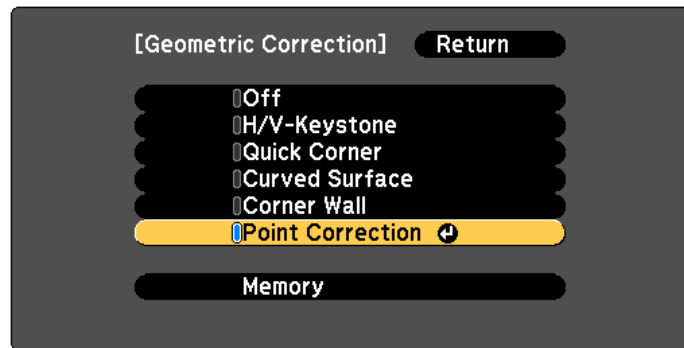 [Geometric Correction] Return
Off
H/V-Keystone
Quick Corner
Curved Surface
Corner Wall
Point Correction
Memory